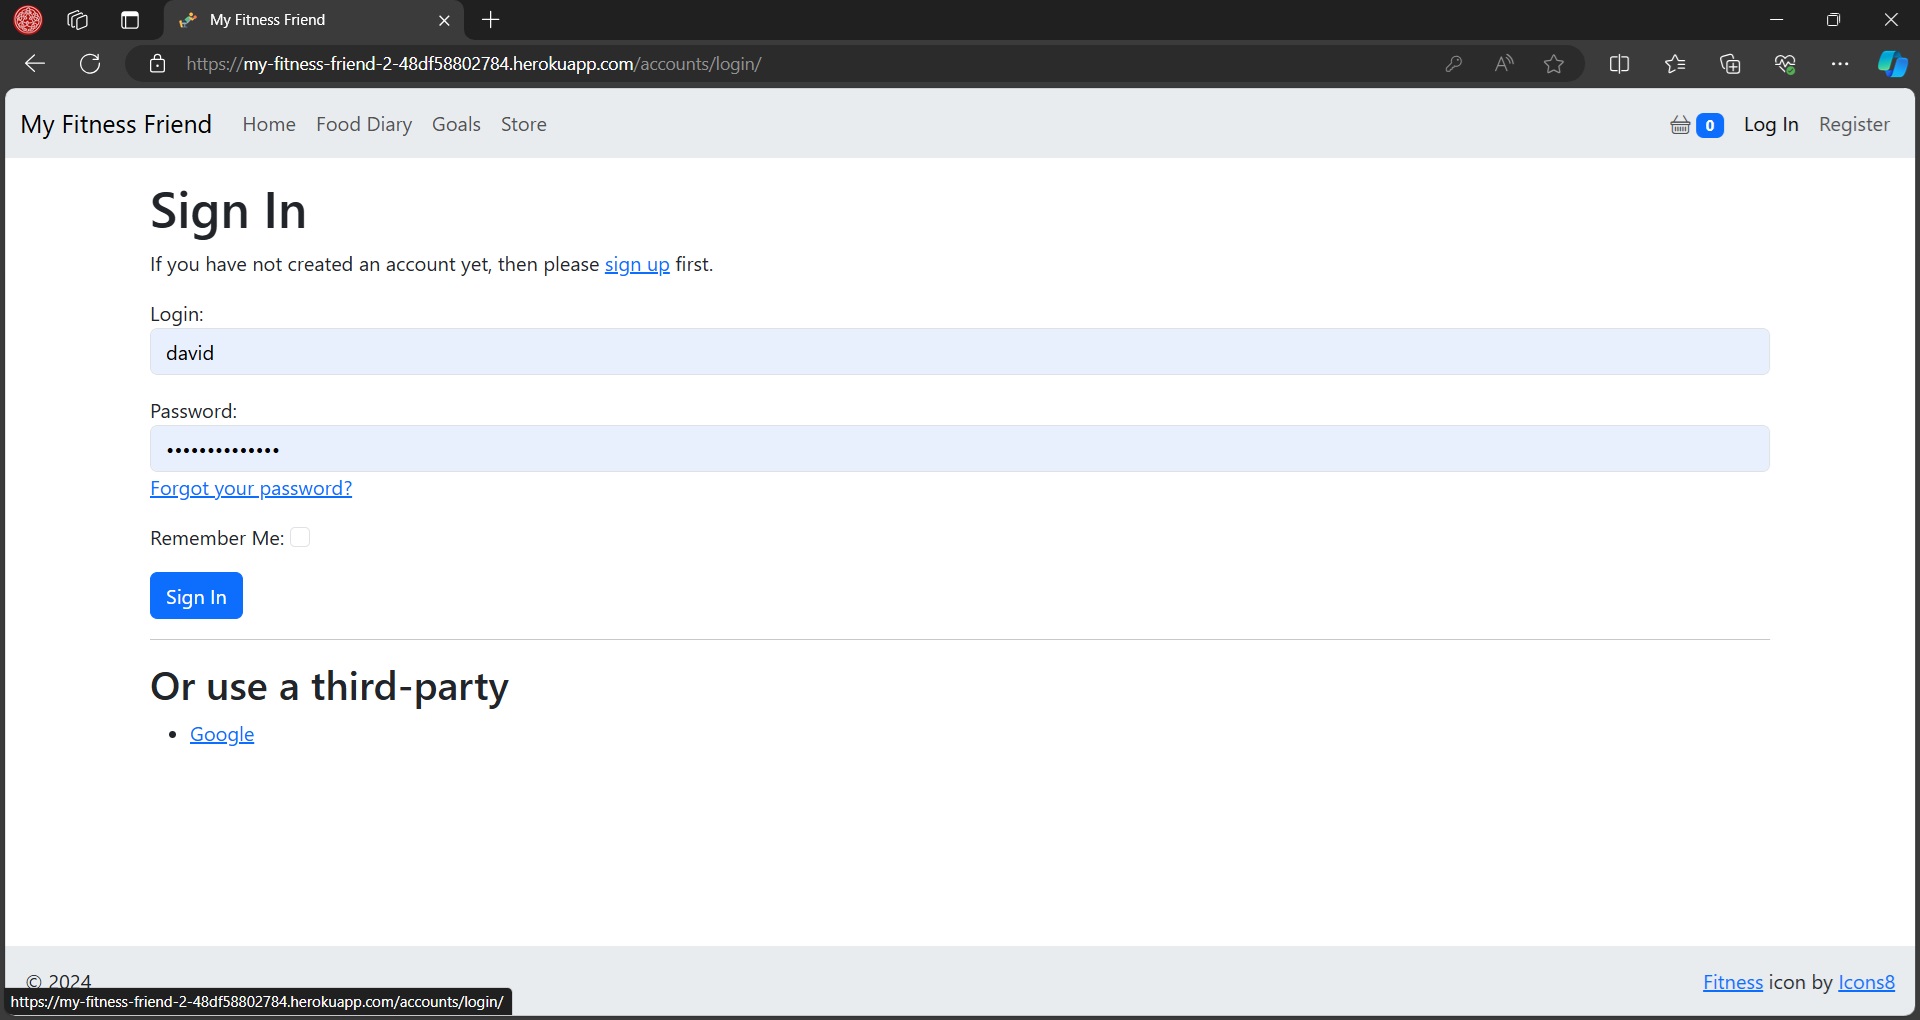 My Fitness Friend
https://my-fitness-friend-2-48df58802784.herokuapp.com/accounts/login/
My Fitness Friend Home Food Diary Goals Store 0 Log In Register
Sign In
If you have not created an account yet, then please sign up first.
Login:
david
Password:
••••••••••••••
Forgot your password?
Remember Me:
Sign In
Or use a third-party
• Google
© 2024
Fitness icon by Icons8
https://my-fitness-friend-2-48df58802784.herokuapp.com/accounts/login/